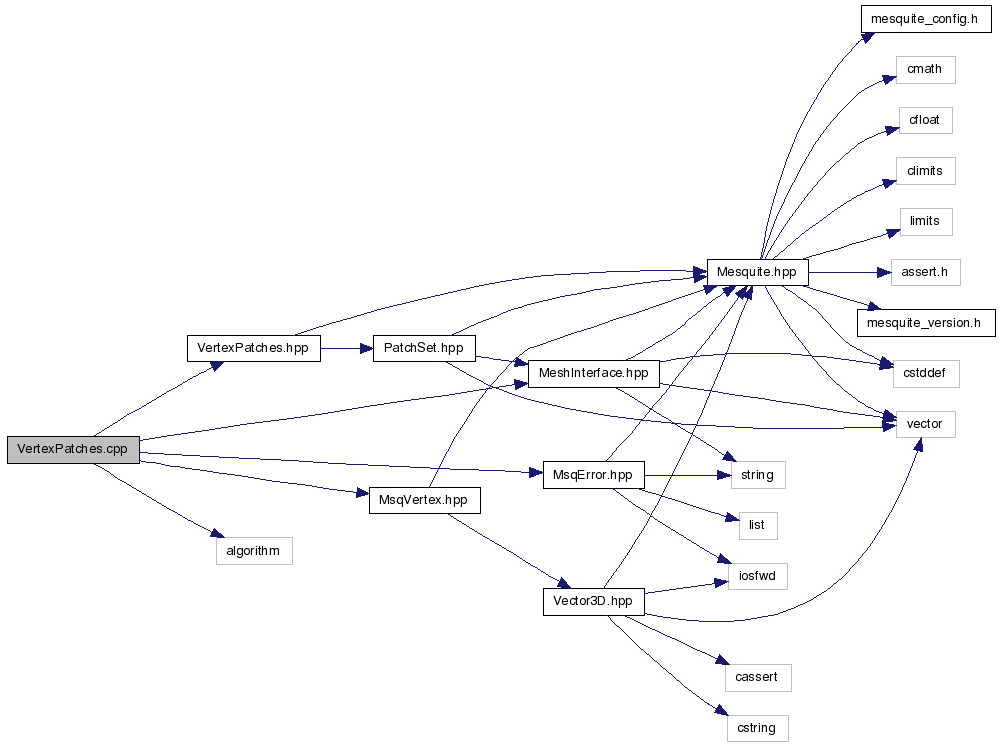 mesquite_config.h
cmath
cfloat
climits
limits
Mesquite.hpp
assert.h
mesquite_version.h
VertexPatches.hpp
PatchSet.hpp
MeshInterface.hpp
cstddef
vector
VertexPatches.cpp
MsqError.hpp
string
MsqVertex.hpp
list
algorithm
iosfwd
Vector3D.hpp
cassert
cstring